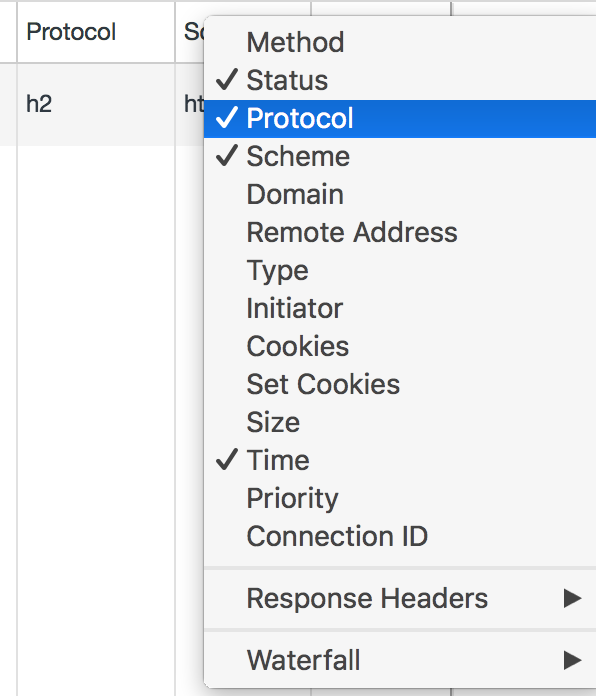 Protocol
h2
Method
Status
Protocol
Scheme
Domain
Remote Address
Type
Initiator
Cookies
Set Cookies
Size
Time
Priority
Connection ID
Response Headers
Waterfall